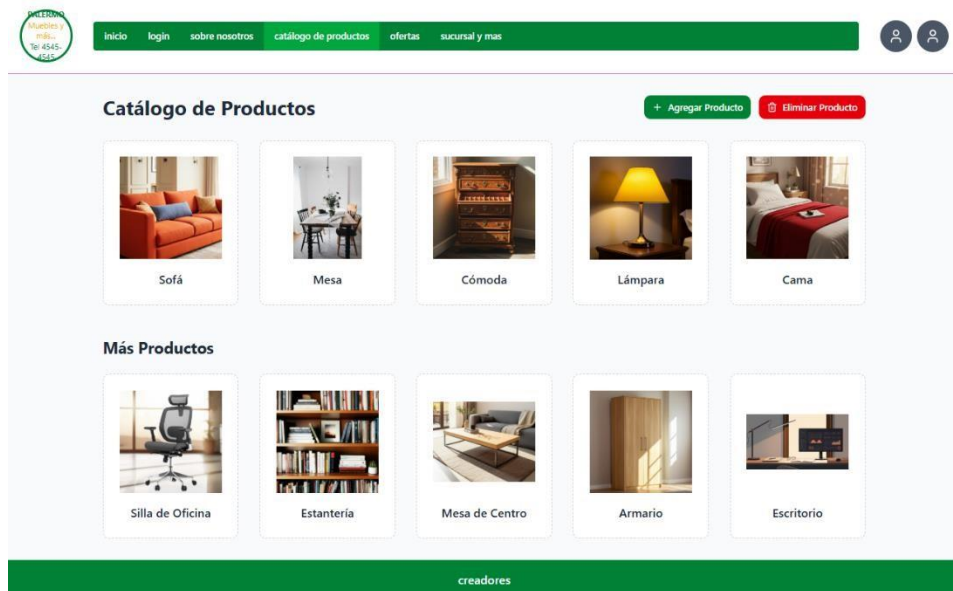 PALERMO
Muebles y
más...
Tel 4545-
4545
inicio login sobre nosotros catálogo de productos ofertas sucursal y mas
Catálogo de Productos
+ Agregar Producto
Eliminar Producto
Sofá
Mesa
Cómoda
Lámpara
Cama
Más Productos
Silla de Oficina
Estantería
Mesa de Centro
Armario
Escritorio
creadores